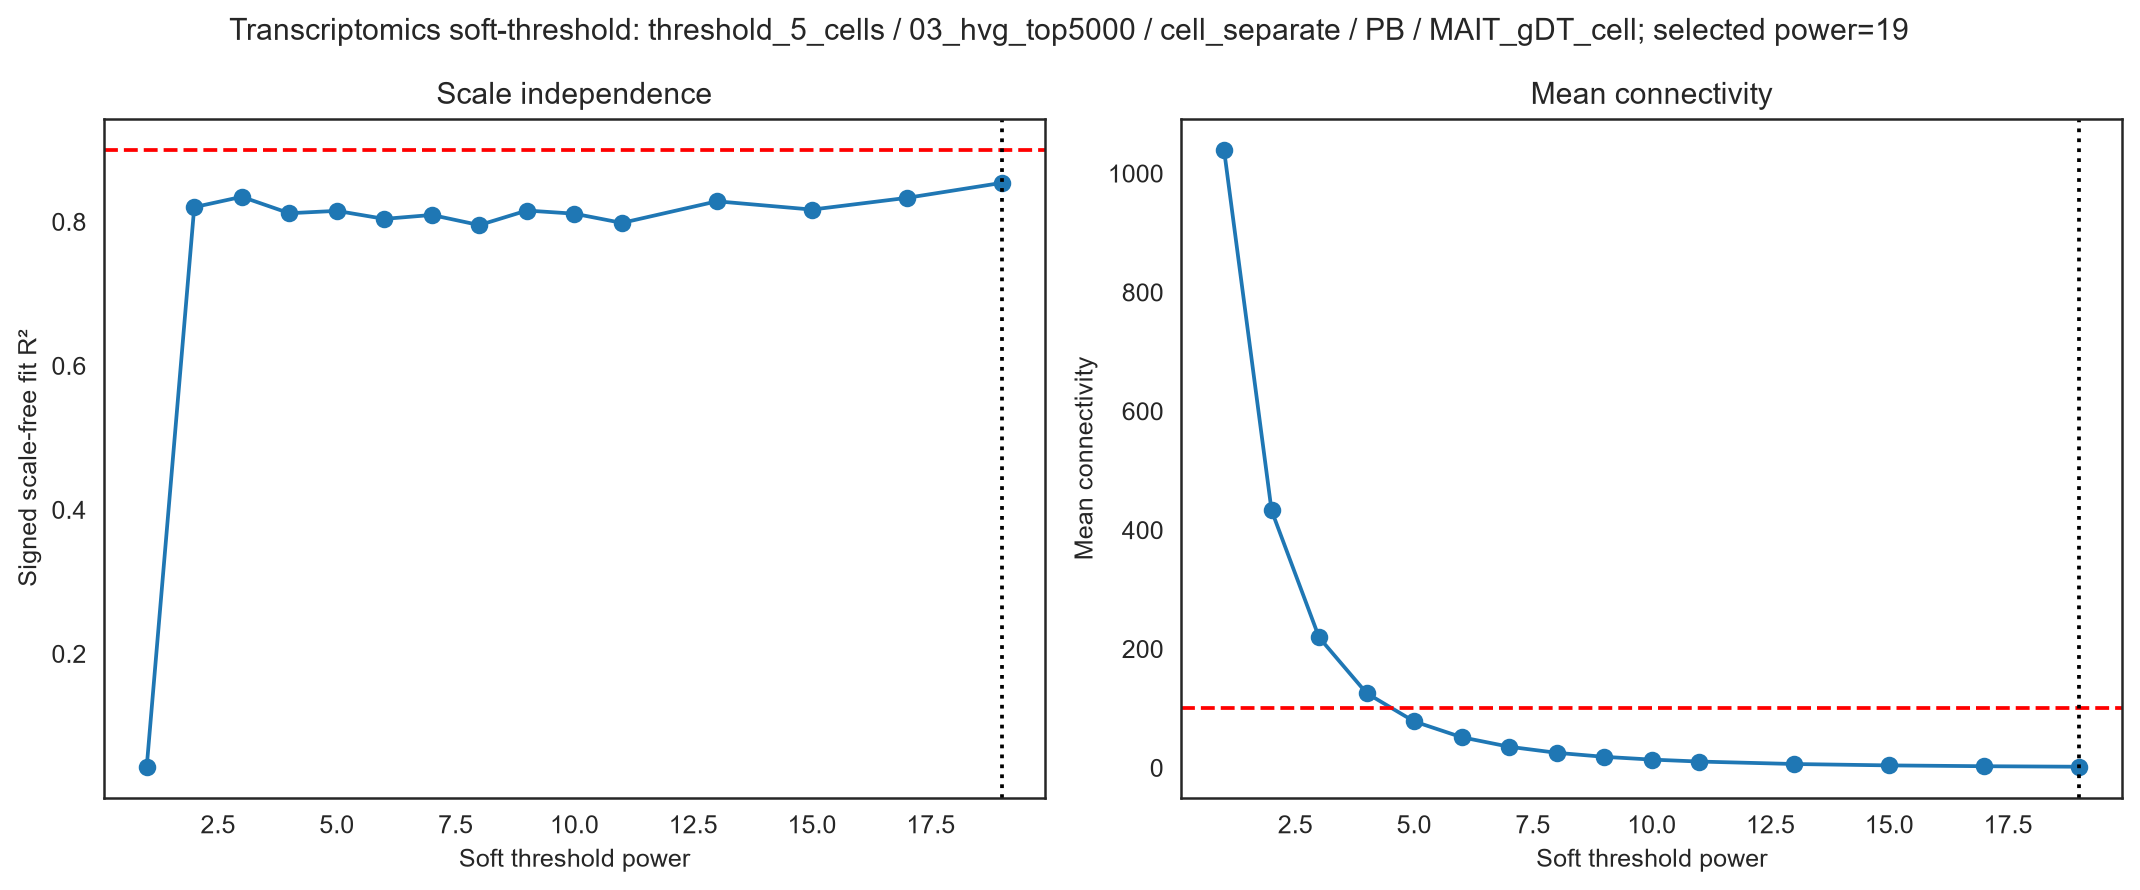 Transcriptomics soft-threshold: threshold_5_cells / 03_hvg_top5000 / cell_separate / PB / MAIT_gDT_cell; selected power=19
Scale independence
Signed scale-free fit R²
0.8
0.6
0.4
0.2
2.5 5.0 7.5 10.0 12.5 15.0 17.5
Soft threshold power
Mean connectivity
Mean connectivity
1000
800
600
400
200
0
2.5 5.0 7.5 10.0 12.5 15.0 17.5
Soft threshold power